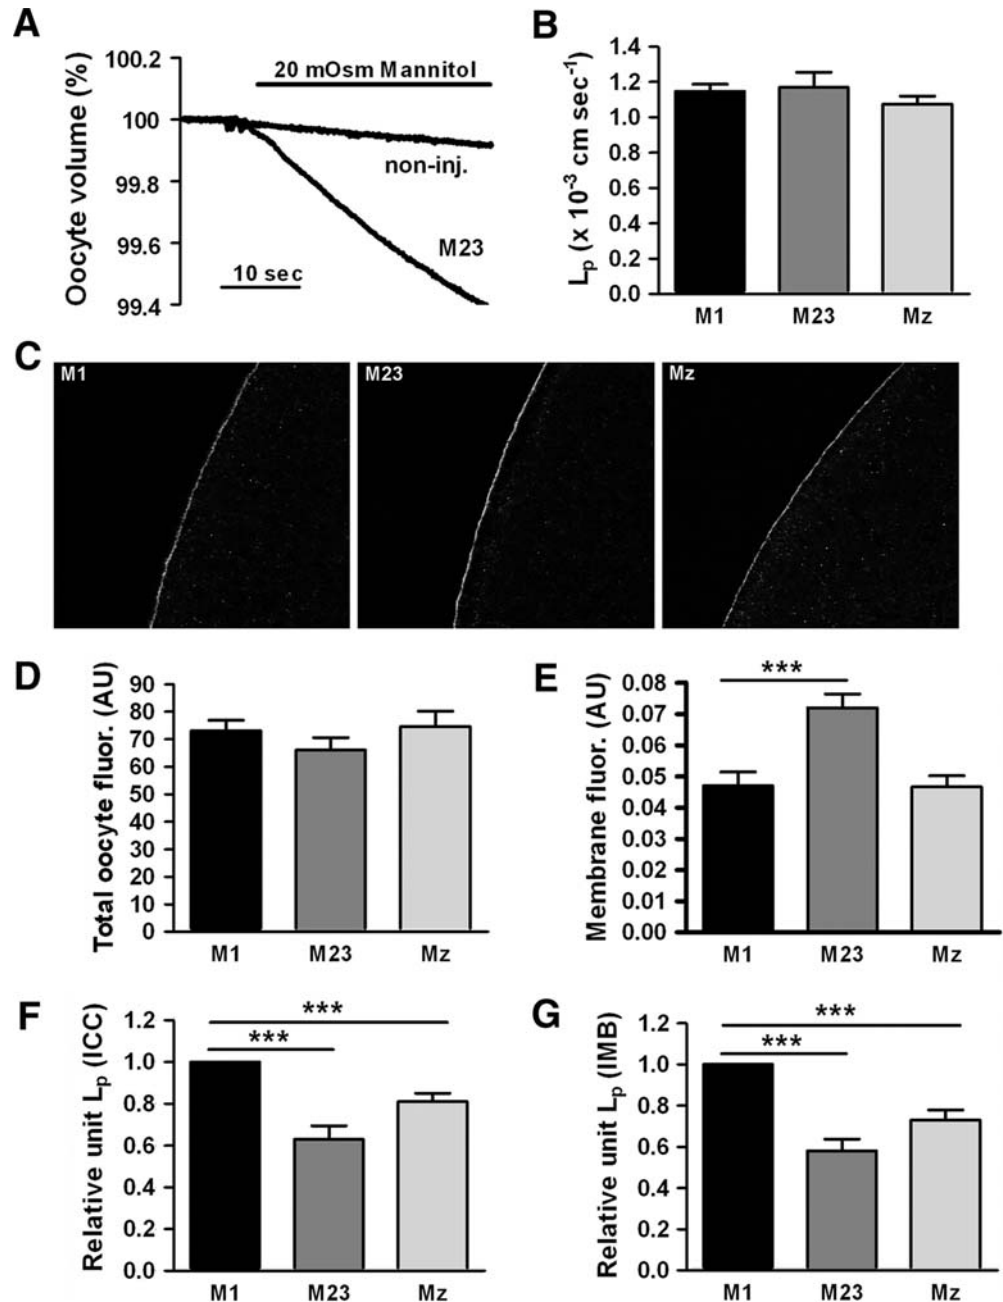 A
Oocyte volume (%)
100.2
100
99.8
99.6
99.4
20 mOsm Mannitol
non-inj.
M23
10 sec
B
Lp (x 10-3 cm sec-1)
1.4
1.2
1.0
1.2
0.6
0.4
0.2
0.0
M1 M23 Mz
C
M1
M23
Mz
D
Total oocyte fluor. (AU)
90
80
70
60
50
40
30
20
10
0
M1 M23 Mz
E
Membrane fluor. (AU)
0.08
0.07
0.06
0.05
0.04
0.03
0.02
0.01
0.00
***
M1 M23 Mz
F
Relative unit Lp (ICC)
1.2
1.0
0.8
0.6
0.4
0.2
0.0
***
***
M1 M23 Mz
G
Relative unit Lp (IMB)
1.2
1.0
0.8
0.6
0.4
0.2
0.0
***
***
M1 M23 Mz